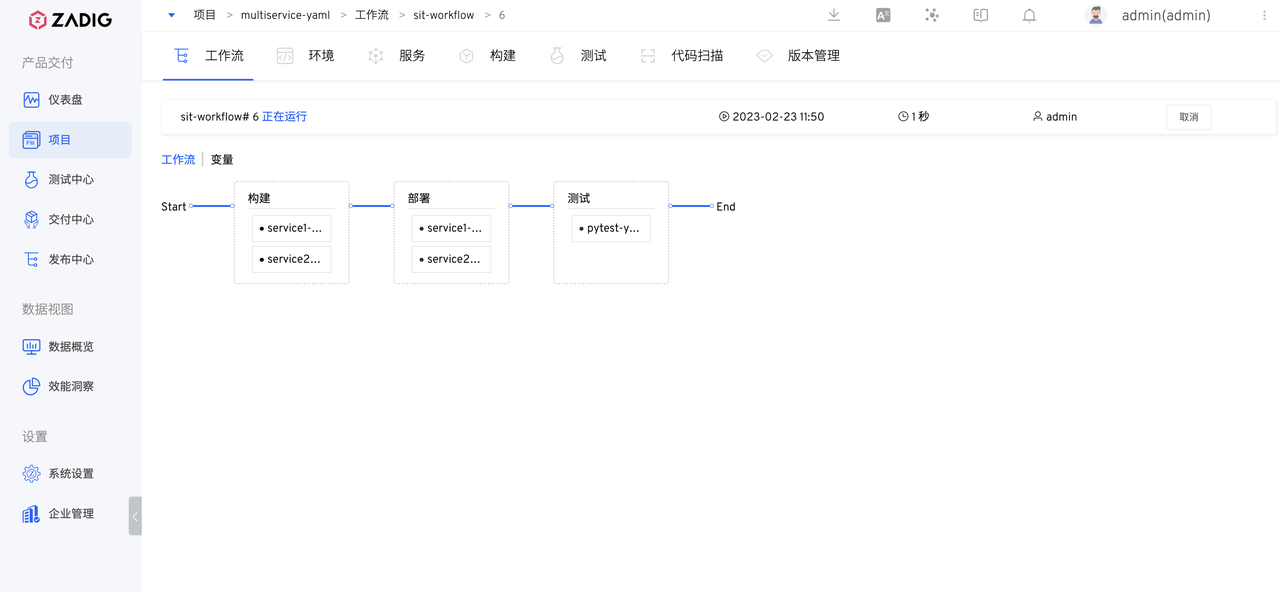 ZADIG
项目 > multiservice-yaml > 工作流 > sit-workflow > 6
admin(admin)
产品交付
仪表盘
项目
测试中心
交付中心
发布中心
数据视图
数据概览
效能洞察
设置
系统设置
企业管理
工作流 环境 服务 构建 测试 代码扫描 版本管理
sit-workflow# 6 正在运行 2023-02-23 11:50 1 秒 admin 取消
工作流 变量
Start
构建
service1-...
service2...
部署
service1-...
service2...
测试
pytest-y...
End